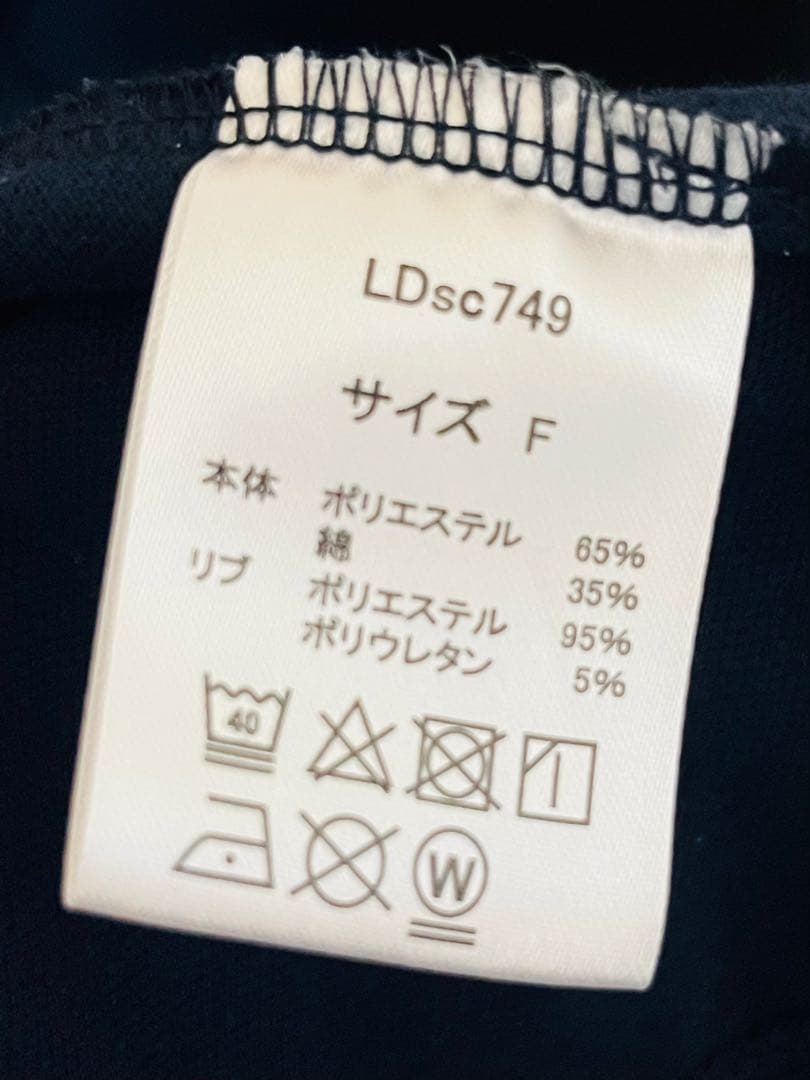 LDsc749
サイズ F
本体 ポリエステル 65%
綿 35%
リブ ポリエステル 95%
ポリウレタン 5%
40
W